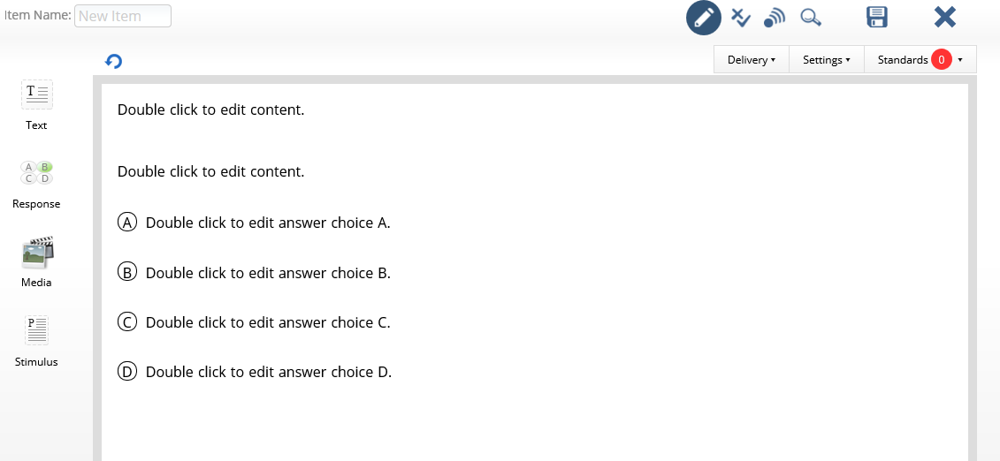 Item Name: New Item
Delivery Settings Standards 0
T
Text
A B
C D
Response
Media
P
Stimulus
Double click to edit content.
Double click to edit content.
A Double click to edit answer choice A.
B Double click to edit answer choice B.
C Double click to edit answer choice C.
D Double click to edit answer choice D.